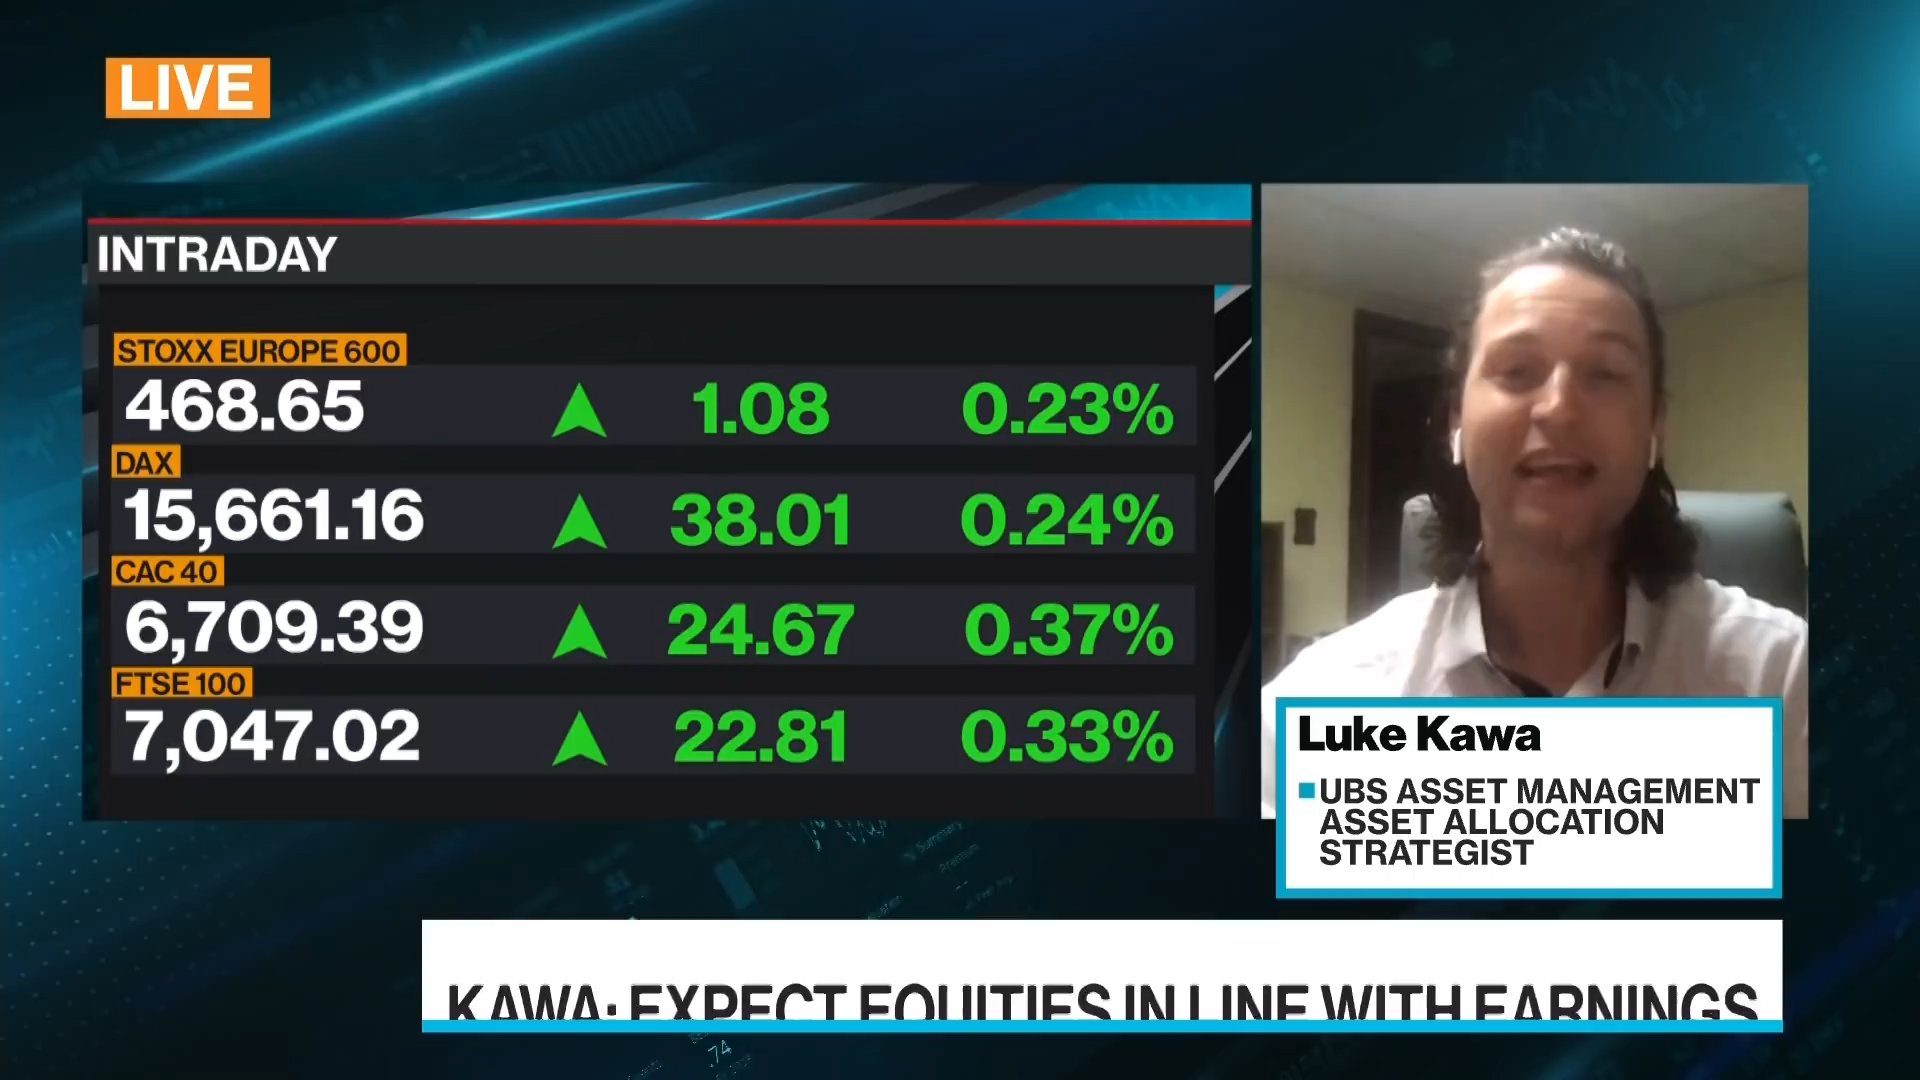 LIVE
INTRADAY
STOXX EUROPE 600
468.65 ▲ 1.08 0.23%
DAX
15,661.16 ▲ 38.01 0.24%
CAC 40
6,709.39 ▲ 24.67 0.37%
FTSE 100
7,047.02 ▲ 22.81 0.33%
Luke Kawa
UBS ASSET MANAGEMENT
ASSET ALLOCATION
STRATEGIST
Summary
KAWA: EXPECT EQUITIES IN LINE WITH EARNINGS
74